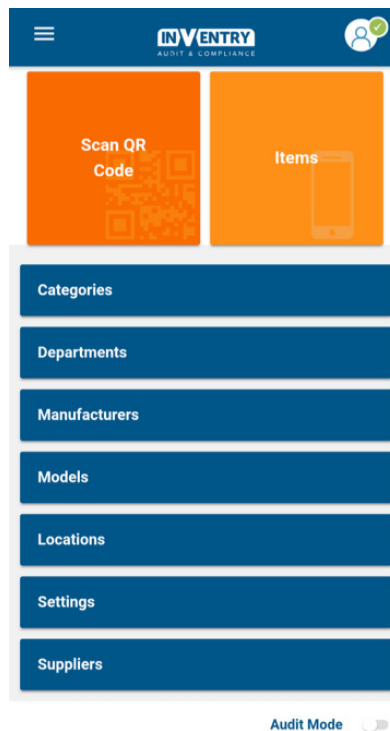 INVENTRY
AUDIT & COMPLIANCE
Scan QR
Code
Items
Categories
Departments
Manufacturers
Models
Locations
Settings
Suppliers
Audit Mode